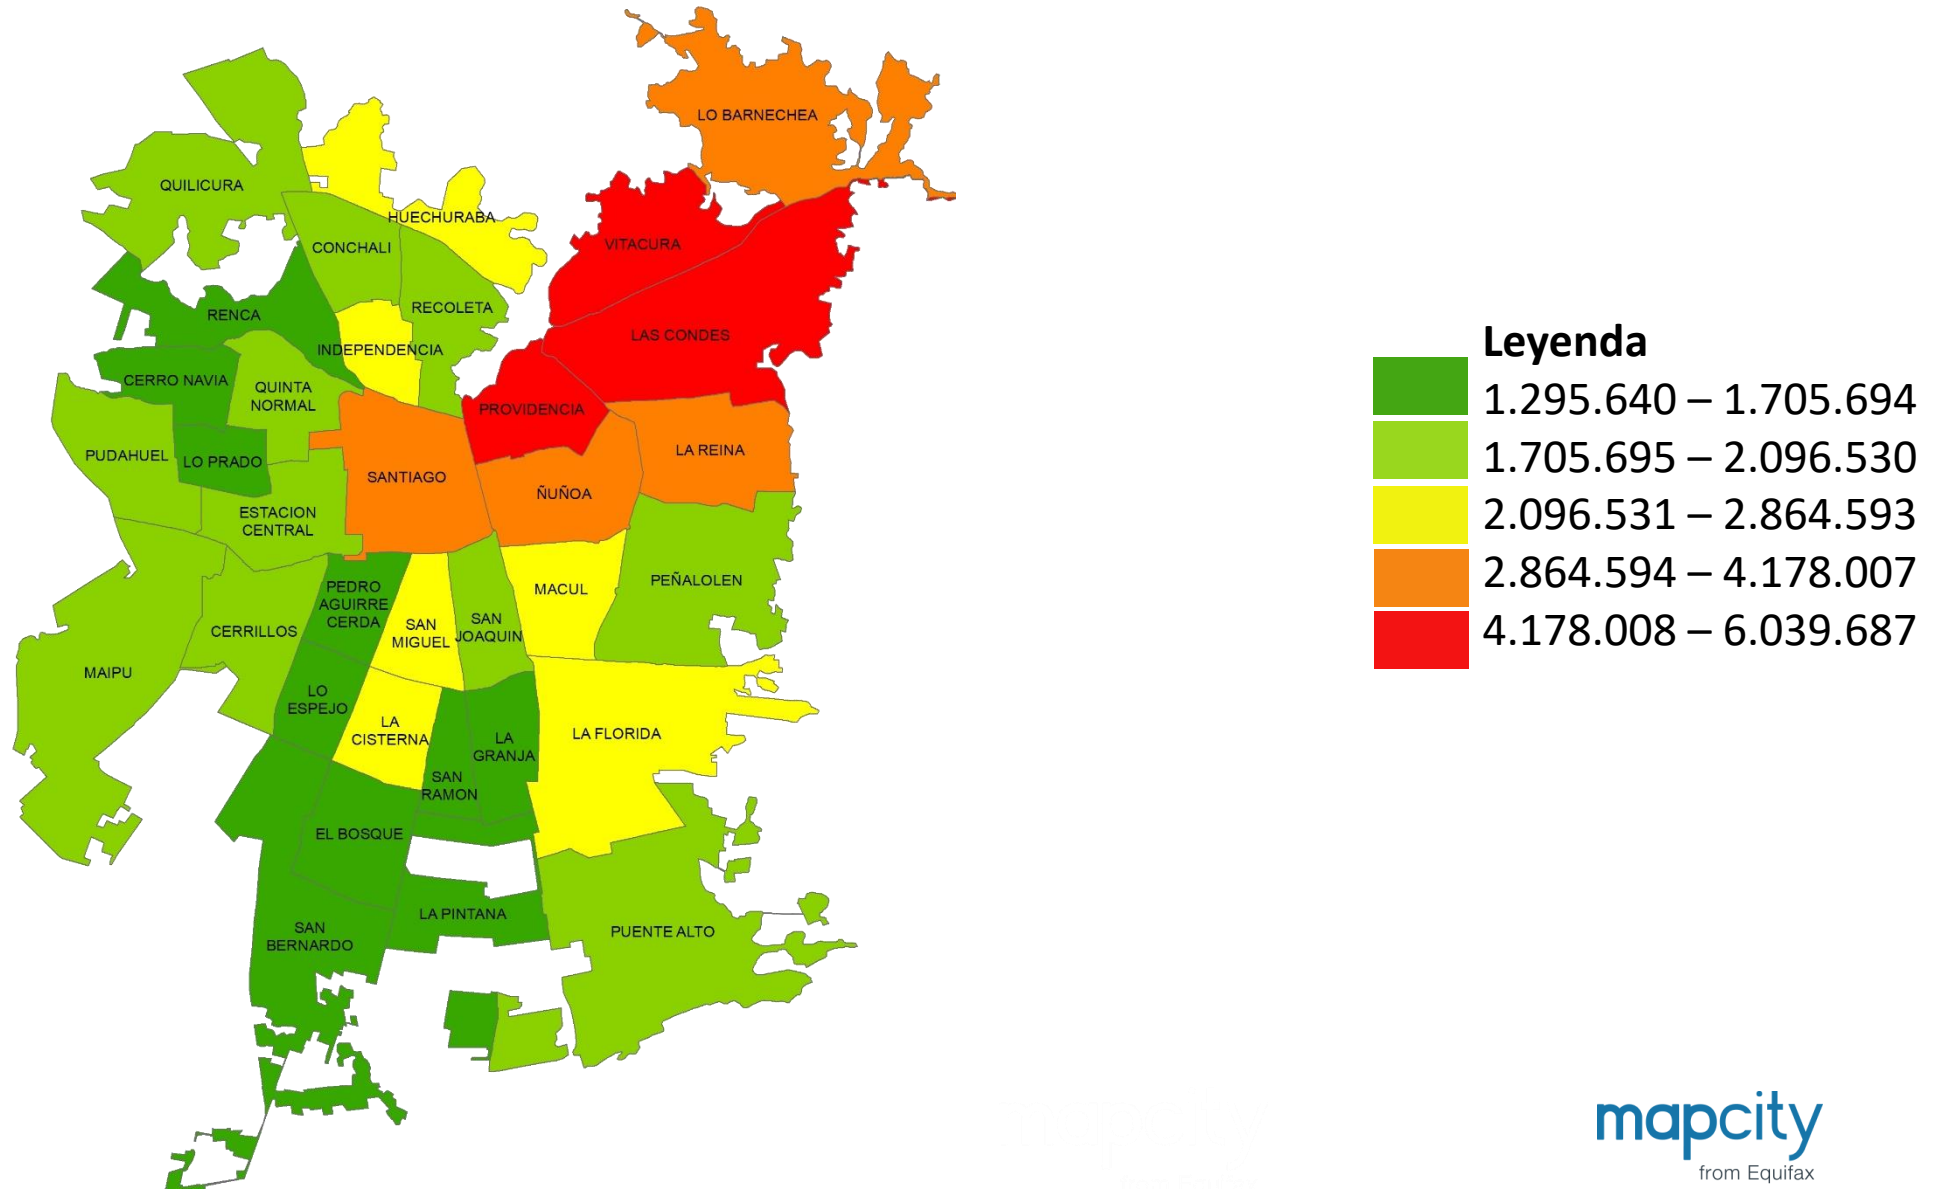 LO BARNECHEA
QUILICURA
HUECHURABA
VITACURA
CONCHALI
RECOLETA
RENCA
LAS CONDES
INDEPENDENCIA
CERRO NAVIA
QUINTA
NORMAL
PROVIDENCIA
PUDAHUEL
LO PRADO
LA REINA
SANTIAGO
ÑUÑOA
ESTACION
CENTRAL
PEDRO
AGUIRRE
CERDA
MACUL
PEÑALOLEN
CERRILLOS
SAN
MIGUEL
SAN
JOAQUIN
MAIPU
LO
ESPEJO
LA
CISTERNA
LA
GRANJA
LA FLORIDA
SAN
RAMON
EL BOSQUE
LA PINTANA
SAN
BERNARDO
PUENTE ALTO
Leyenda
1.295.640 – 1.705.694
1.705.695 – 2.096.530
2.096.531 – 2.864.593
2.864.594 – 4.178.007
4.178.008 – 6.039.687
mapcity
from Equifax